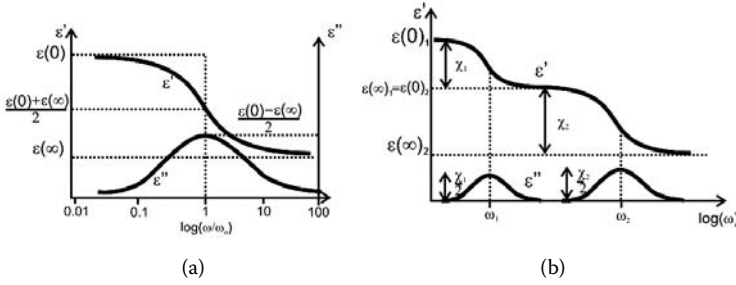 ε'
ε"
ε(0)
ε'
ε(0)+ε(∞)
2
ε(0)−ε(∞)
2
ε(∞)
ε"
0.01
0.1
1
10
100
log(ω/ω₀)
(a)
ε'
ε(0)₁
χ₁
ε'
ε(∞)₁=ε(0)₂
χ₂
ε(∞)₂
χ₁
2
ε"
χ₂
2
ω₁
ω₂
log(ω)
(b)